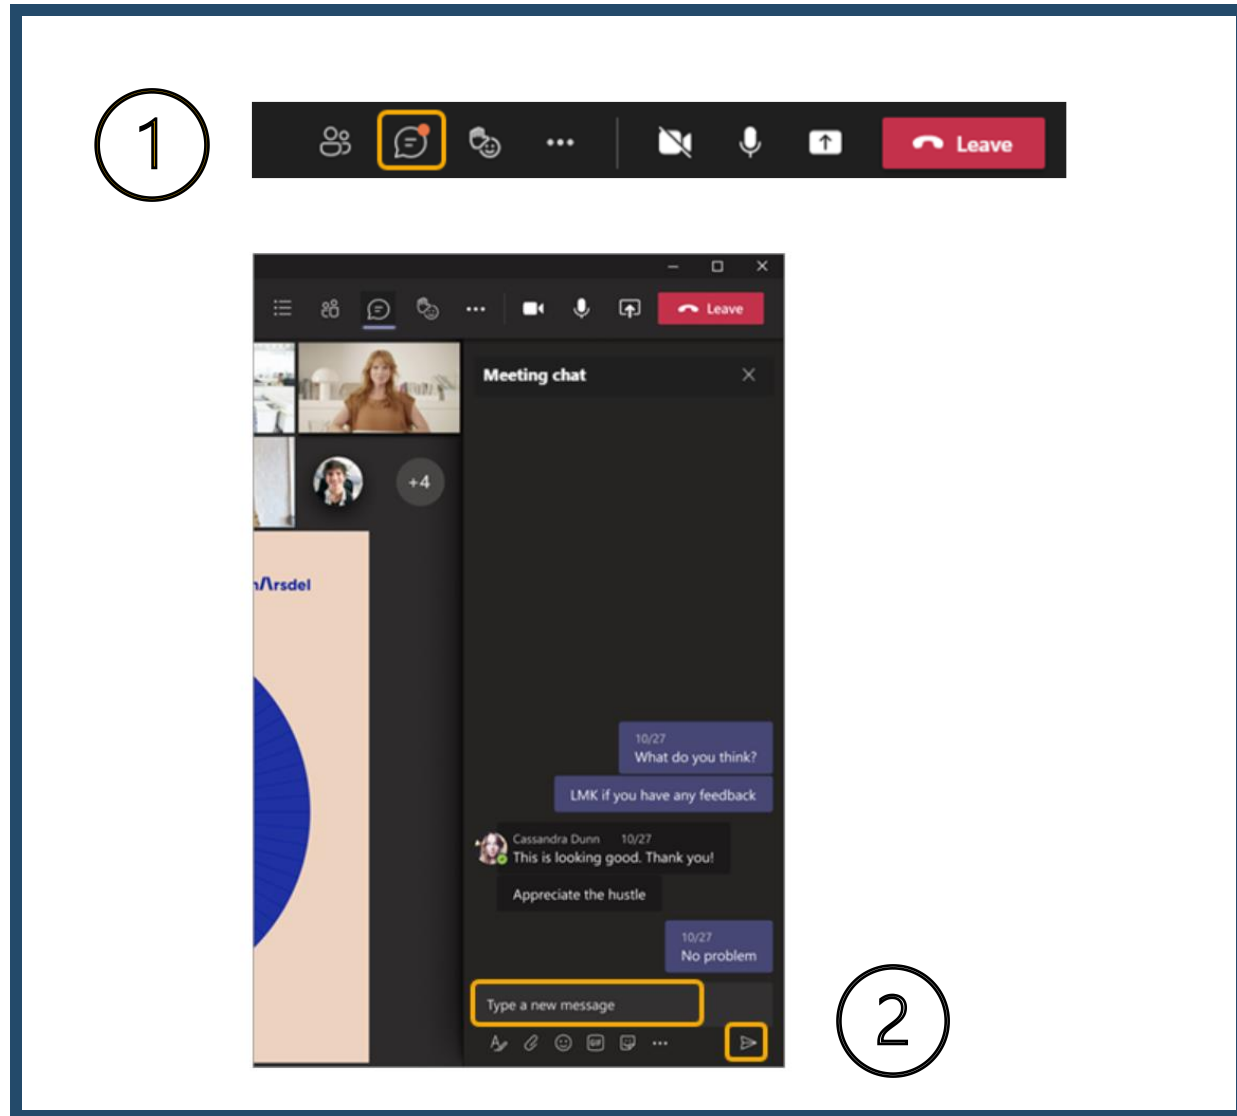 1
Leave
Leave
Meeting chat
+4
10/27
What do you think?
LMK if you have any feedback
Cassandra Dunn 10/27
This is looking good. Thank you!
Appreciate the hustle
10/27
No problem
Type a new message
GIF
2